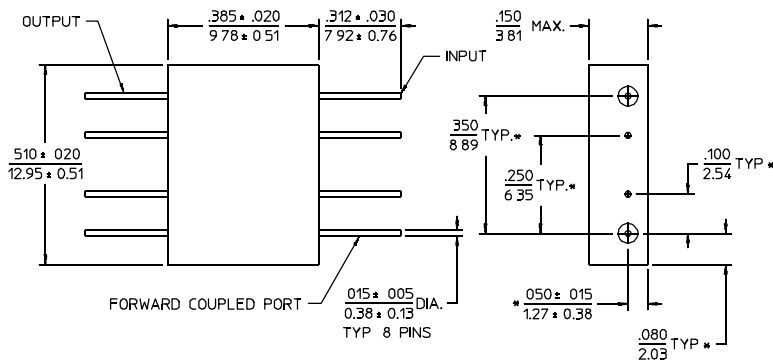 OUTPUT
.385± .020
9 78 ± 0 51
.312± .030
7 92 ± 0.76
INPUT
.150
3 81
MAX.
.350
8 89
TYP.*
510 ± 020
12.95 ± 0.51
.250
6 35
TYP.*
.100
2.54
TYP *
FORWARD COUPLED PORT
015± 005
0.38 ± 0.13
DIA.
TYP 8 PINS
* 050 ± 015
1.27 ± 0.38
.080
2.03
TYP *